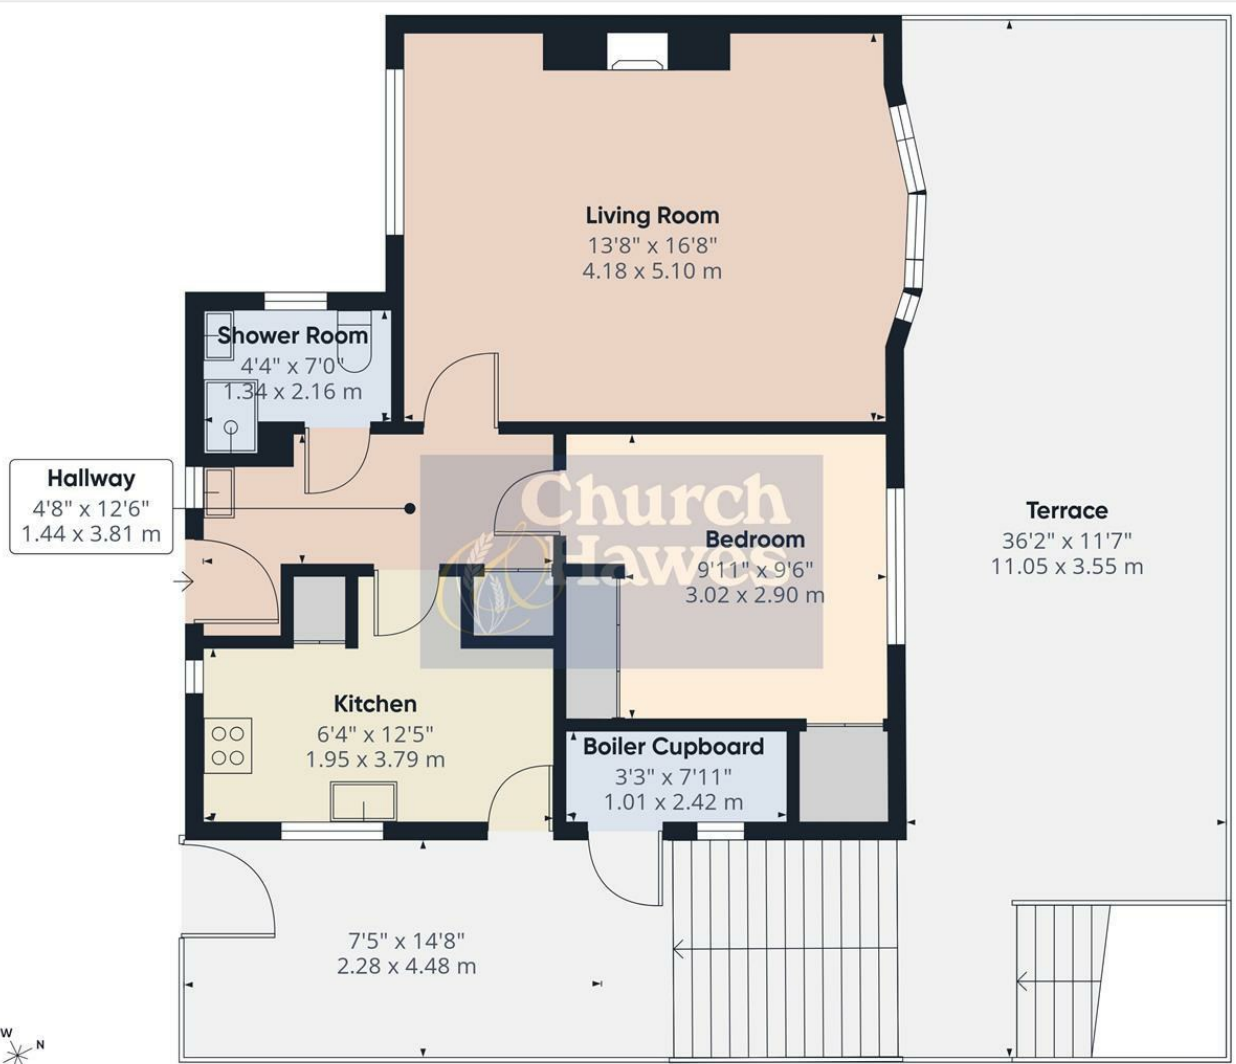 Living Room
13'8" x 16'8"
4.18 x 5.10 m
Shower Room
4'4" x 7'0"
1.34 x 2.16 m
Hallway
4'8" x 12'6"
1.44 x 3.81 m
Church
Hawes
Bedroom
9'11" x 9'6"
3.02 x 2.90 m
Terrace
36'2" x 11'7"
11.05 x 3.55 m
Kitchen
6'4" x 12'5"
1.95 x 3.79 m
Boiler Cupboard
3'3" x 7'11"
1.01 x 2.42 m
7'5" x 14'8"
2.28 x 4.48 m
W
N